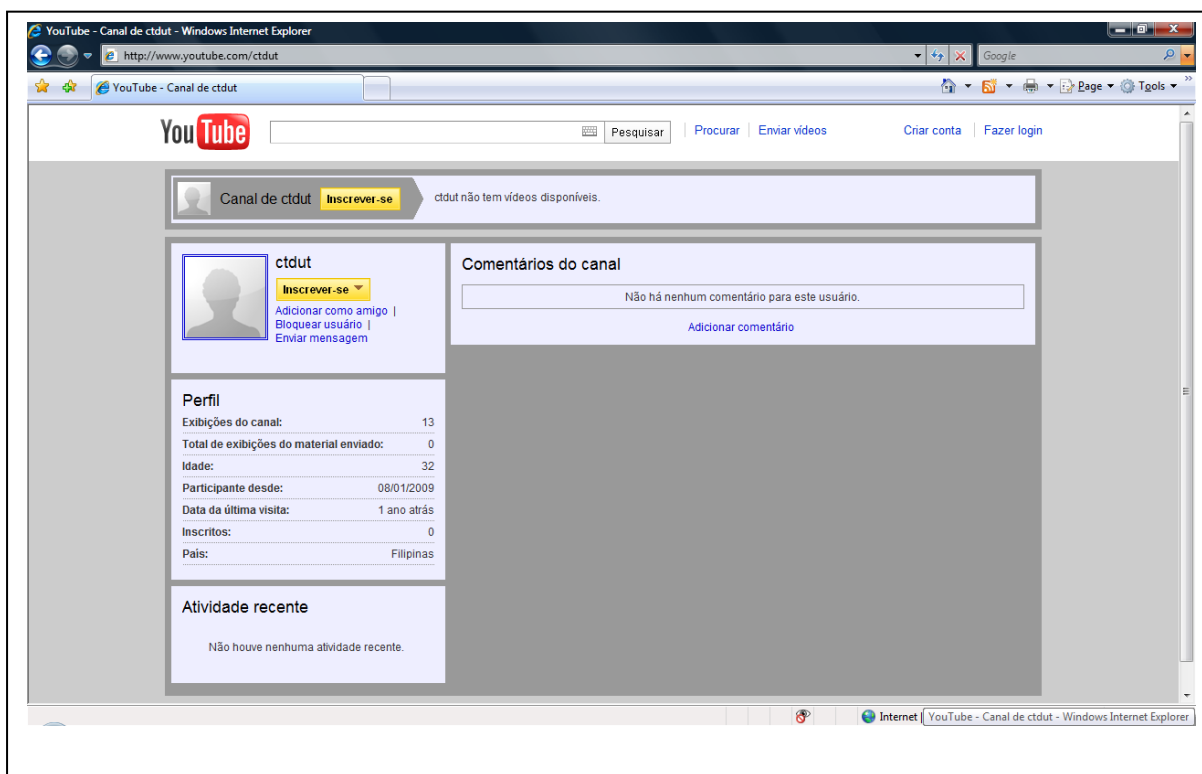 YouTube - Canal de ctdut - Windows Internet Explorer
http://www.youtube.com/ctdut
Google
YouTube - Canal de ctdut
Page
Tools
YouTube
Pesquisar
Procurar
Enviar vídeos
Criar conta
Fazer login
Canal de ctdut
Inscrever-se
ctdut não tem vídeos disponíveis.
ctdut
Inscrever-se
Adicionar como amigo |
Bloquear usuário |
Enviar mensagem
Comentários do canal
Não há nenhum comentário para este usuário.
Adicionar comentário
Perfil
Exibições do canal: 13
Total de exibições do material enviado: 0
Idade: 32
Participante desde: 08/01/2009
Data da última visita: 1 ano atrás
Inscritos: 0
País: Filipinas
Atividade recente
Não houve nenhuma atividade recente.
Internet
YouTube - Canal de ctdut - Windows Internet Explorer